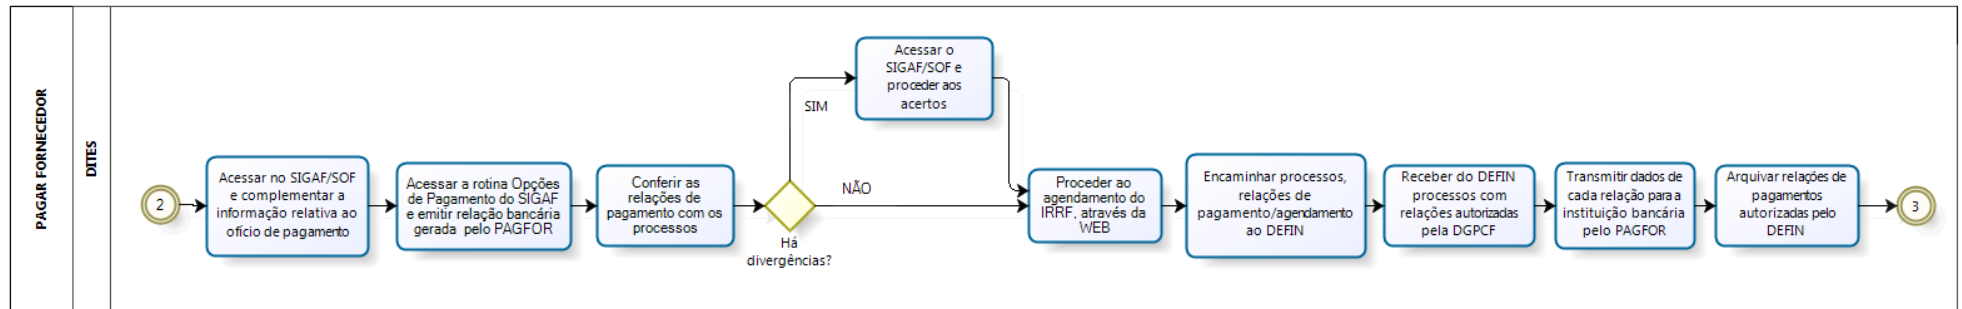 PAGAR FORNECEDOR
DITES
2
Acessar no SIGAF/SOF
e complementar a
informação relativa ao
ofício de pagamento
Acessar a rotina Opções
de Pagamento do SIGAF
e emitir relação bancária
gerada pelo PAGFOR
Conferir as
relações de
pagamento com os
processos
Há
divergências?
SIM
NÃO
Acessar o
SIGAF/SOF e
proceder aos
acertos
Proceder ao
agendamento do
IRRF, através da
WEB
Encaminhar processos,
relações de
pagamento/agendamento
ao DEFIN
Receber do DEFIN
processos com
relações autorizadas
pela DGPCF
Transmitir dados de
cada relação para a
instituição bancária
pelo PAGFOR
Arquivar relações de
pagamentos
autorizadas pelo
DEFIN
3